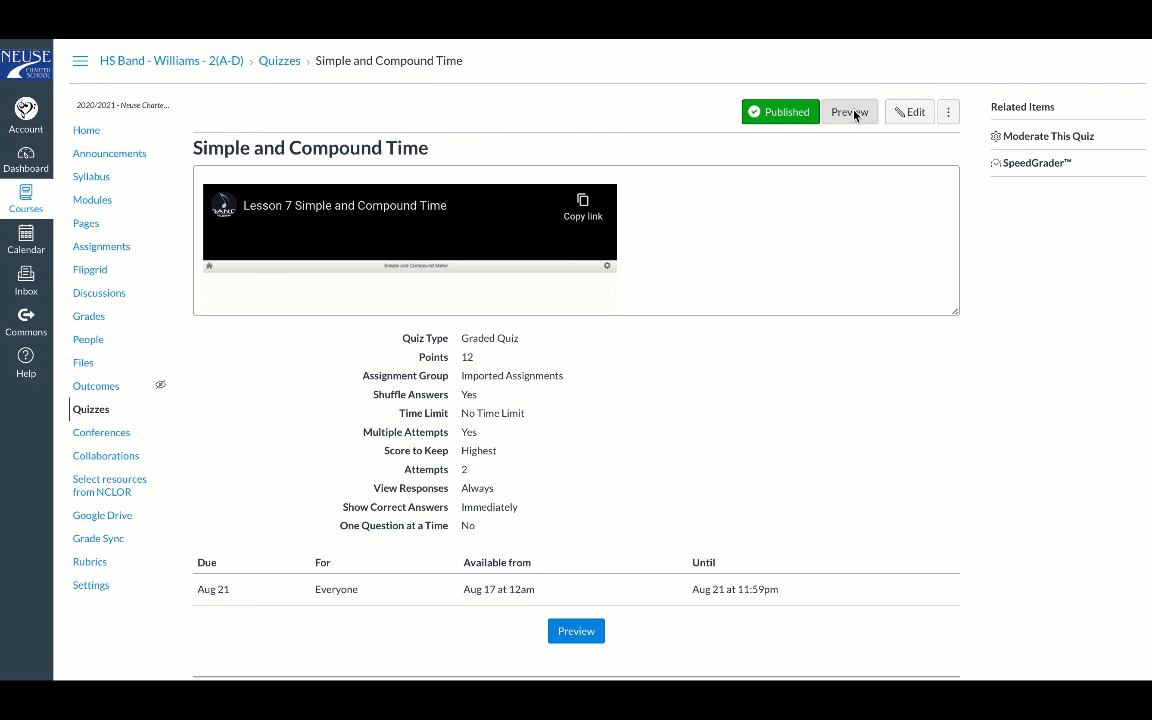 NEUSE
CHARTER
SCHOOL
Account
Dashboard
Courses
Calendar
Inbox
Commons
Help
HS Band - Williams - 2(A-D) › Quizzes › Simple and Compound Time
2020/2021 - Neuse Charte...
Home
Announcements
Syllabus
Modules
Pages
Assignments
Flipgrid
Discussions
Grades
People
Files
Outcomes
Quizzes
Conferences
Collaborations
Select resources
from NCLOR
Google Drive
Grade Sync
Rubrics
Settings
Published Preview Edit
Simple and Compound Time
BAND
Lesson 7 Simple and Compound Time
Copy link
Simple and Compound Meter
Quiz Type Graded Quiz
Points 12
Assignment Group Imported Assignments
Shuffle Answers Yes
Time Limit No Time Limit
Multiple Attempts Yes
Score to Keep Highest
Attempts 2
View Responses Always
Show Correct Answers Immediately
One Question at a Time No
Due For Available from Until
Aug 21 Everyone Aug 17 at 12am Aug 21 at 11:59pm
Preview
Related Items
Moderate This Quiz
SpeedGrader™